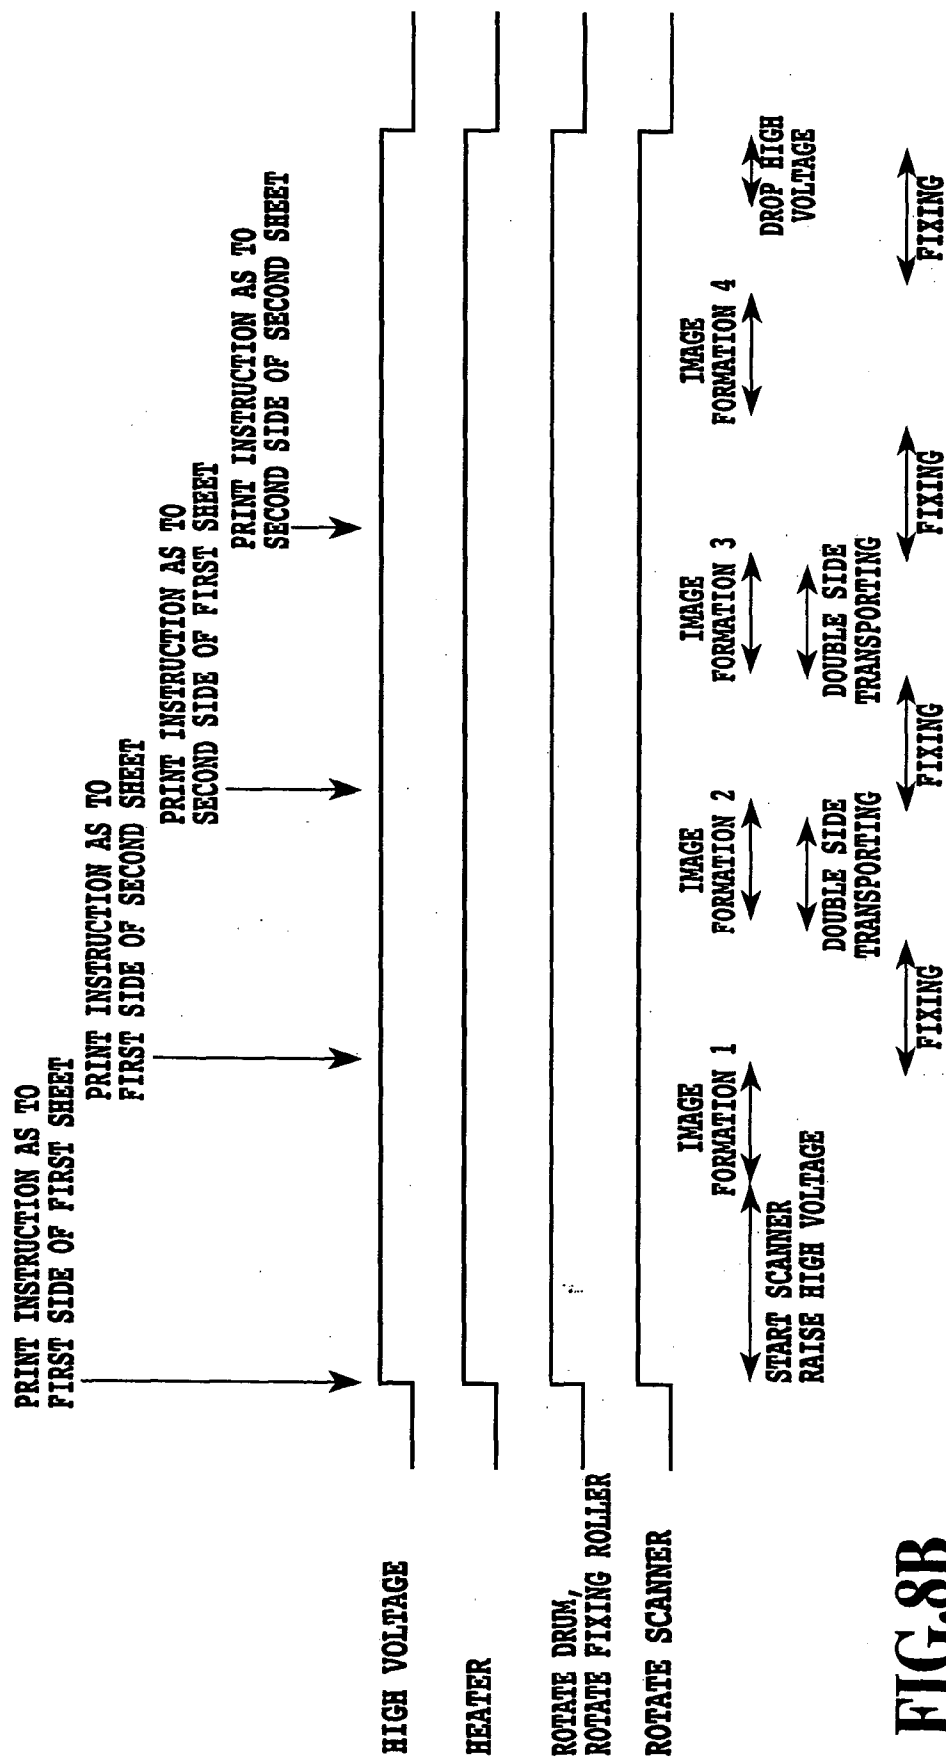 PRINT INSTRUCTION AS TO
FIRST SIDE OF FIRST SHEET
PRINT INSTRUCTION AS TO
FIRST SIDE OF SECOND SHEET
PRINT INSTRUCTION AS TO
SECOND SIDE OF FIRST SHEET
PRINT INSTRUCTION AS TO
SECOND SIDE OF SECOND SHEET
HIGH VOLTAGE
HEATER
ROTATE DRUM,
ROTATE FIXING ROLLER
ROTATE SCANNER
IMAGE
FORMATION 1
IMAGE
FORMATION 2
IMAGE
FORMATION 3
IMAGE
FORMATION 4
START SCANNER
RAISE HIGH VOLTAGE
DROP HIGH
VOLTAGE
DOUBLE SIDE
TRANSPORTING
DOUBLE SIDE
TRANSPORTING
FIXING
FIXING
FIXING
FIXING
FIG.8B